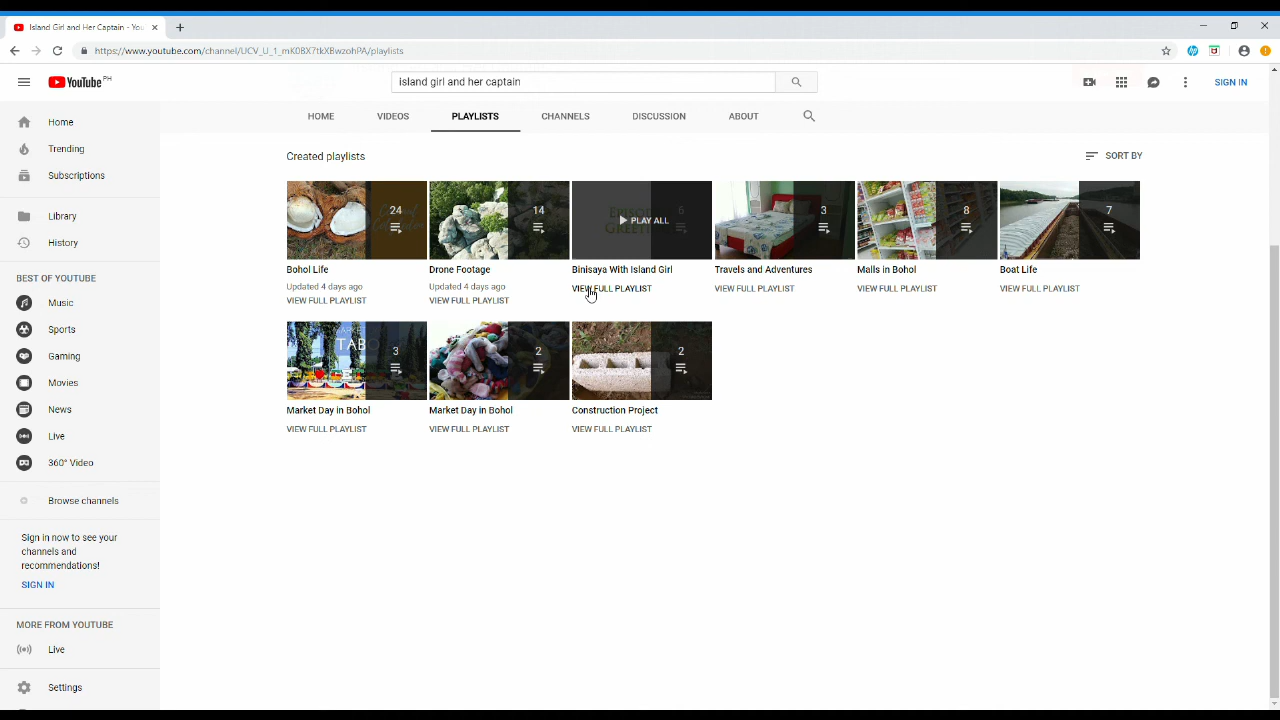 Island Girl and Her Captain - You
https://www.youtube.com/channel/UCV_U_1_mK0BX7tkXBwzohPA/playlists
YouTube PH
island girl and her captain
SIGN IN
HOME
VIDEOS
PLAYLISTS
CHANNELS
DISCUSSION
ABOUT
Home
Trending
Subscriptions
Library
History
BEST OF YOUTUBE
Music
Sports
Gaming
Movies
News
Live
360° Video
Browse channels
Sign in now to see your
channels and
recommendations!
SIGN IN
MORE FROM YOUTUBE
Live
Settings
Created playlists
SORT BY
24
14
6
PLAY ALL
3
8
7
Bohol Life
Drone Footage
Binisaya With Island Girl
Travels and Adventures
Malls in Bohol
Boat Life
Updated 4 days ago
Updated 4 days ago
VIEW FULL PLAYLIST
VIEW FULL PLAYLIST
VIEW FULL PLAYLIST
VIEW FULL PLAYLIST
VIEW FULL PLAYLIST
VIEW FULL PLAYLIST
TABO
3
2
2
Market Day in Bohol
Market Day in Bohol
Construction Project
VIEW FULL PLAYLIST
VIEW FULL PLAYLIST
VIEW FULL PLAYLIST